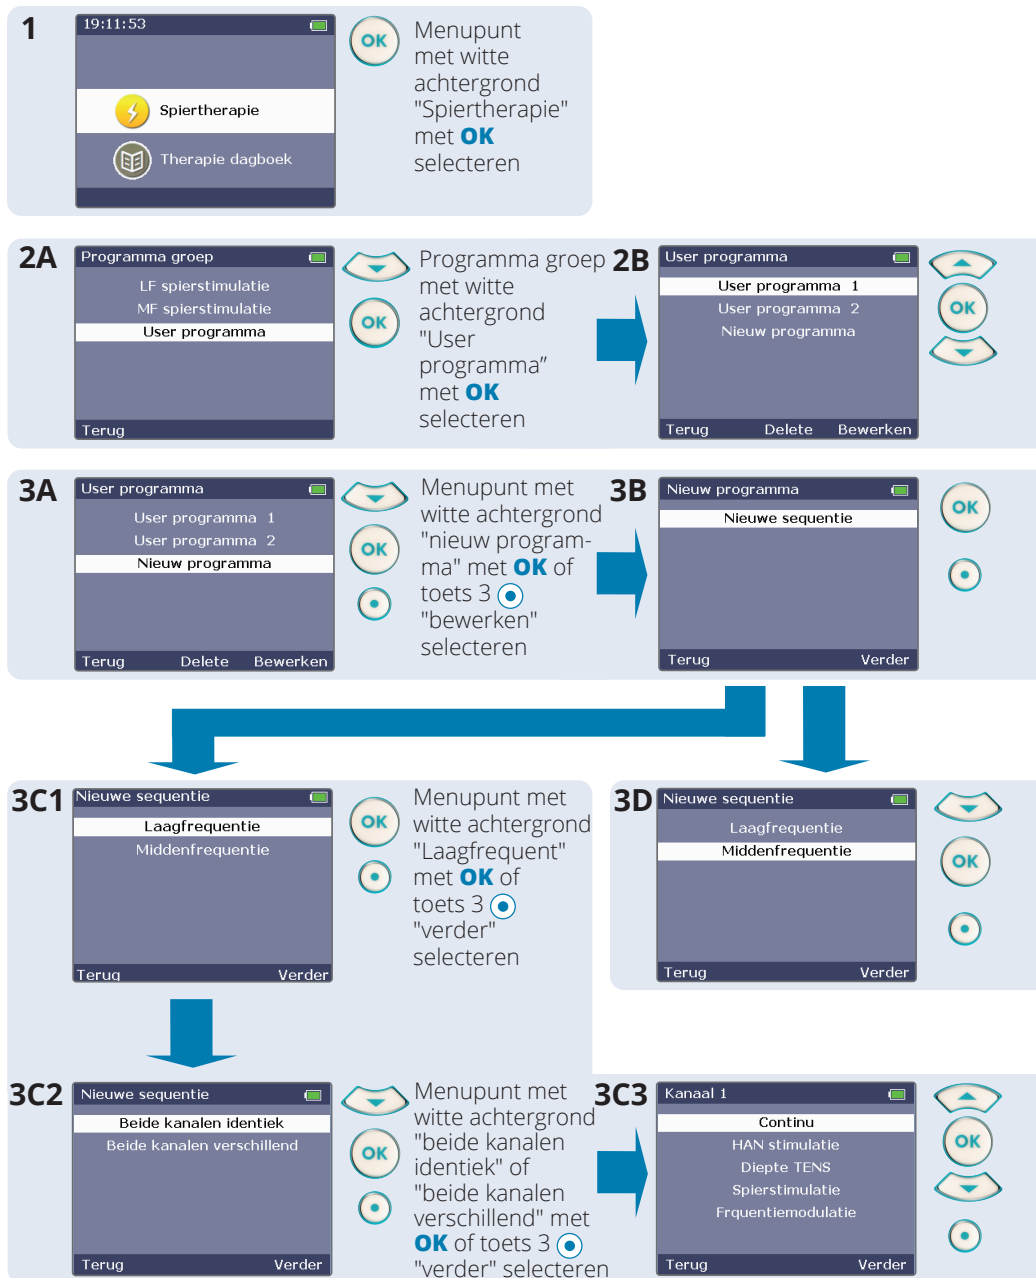 1
19:11:53
Spiertherapie
Therapie dagboek
OK
Menupunt
met witte
achtergrond
"Spiertherapie"
met OK
selecteren
2A
Programma groep
LF spierstimulatie
MF spierstimulatie
User programma
Terug
OK
Programma groep
met witte
achtergrond
"User
programma”
met OK
selecteren
2B
User programma
User programma 1
User programma 2
Nieuw programma
Terug Delete Bewerken
OK
3A
User programma
User programma 1
User programma 2
Nieuw programma
Terug Delete Bewerken
OK
Menupunt met
witte achtergrond
"nieuw program-
ma" met OK of
toets 3
"bewerken"
selecteren
3B
Nieuw programma
Nieuwe sequentie
Terug Verder
OK
3C1
Nieuwe sequentie
Laagfrequentie
Middenfrequentie
Terug Verder
OK
Menupunt met
witte achtergrond
"Laagfrequent"
met OK of
toets 3
"verder"
selecteren
3D
Nieuwe sequentie
Laagfrequentie
Middenfrequentie
Terug Verder
OK
3C2
Nieuwe sequentie
Beide kanalen identiek
Beide kanalen verschillend
Terug Verder
OK
Menupunt met
witte achtergrond
"beide kanalen
identiek" of
"beide kanalen
verschillend" met
OK of toets 3
"verder" selecteren
3C3
Kanaal 1
Continu
HAN stimulatie
Diepte TENS
Spierstimulatie
Frquentiemodulatie
Terug Verder
OK